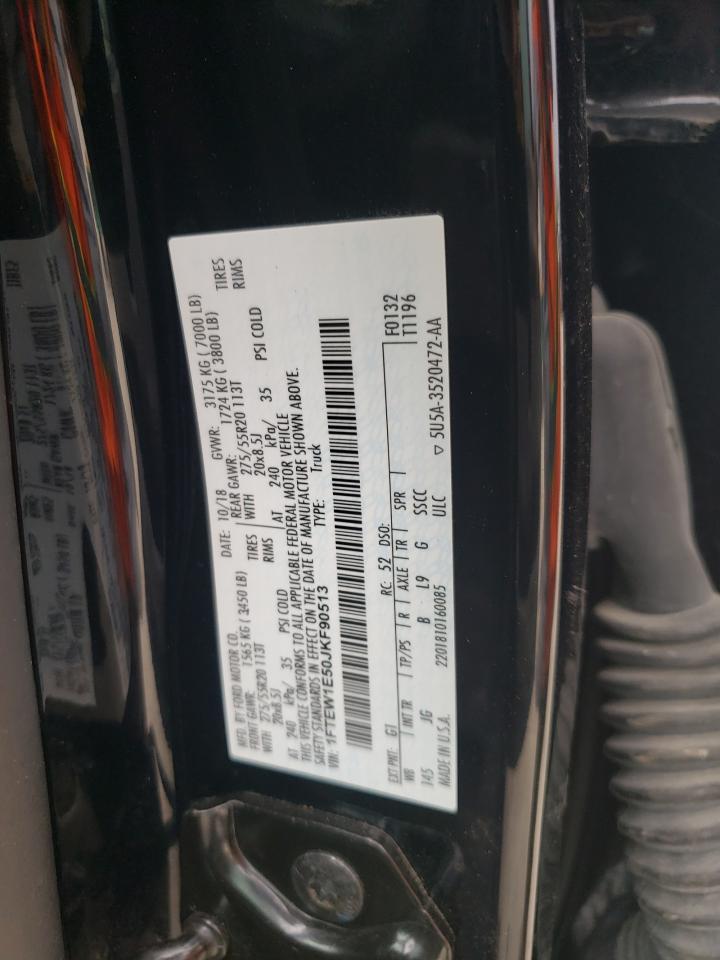 MFD. BY FORD MOTOR CO.
DATE: 10/18 GVWR: 3175 KG ( 7000 LB)
FRONT GAWR: 1565 KG ( 3450 LB) REAR GAWR: 1724 KG ( 3800 LB)
WITH 275/55R20 113T TIRES WITH 275/55R20 113T TIRES
20x8.5J RIMS 20x8.5J RIMS
AT 240 kPa/ 35 PSI COLD AT 240 kPa/ 35 PSI COLD
THIS VEHICLE CONFORMS TO ALL APPLICABLE FEDERAL MOTOR VEHICLE
SAFETY STANDARDS IN EFFECT ON THE DATE OF MANUFACTURE SHOWN ABOVE.
VIN: 1FTEW1E50JKF90513 TYPE: Truck
EXT PNT: G1 RC: 52 DSO: F0132
WB INT TR TP/PS R AXLE TR SPR T1196
145 JG B L9 G SSCC
MADE IN U.S.A. 2201810160085 ULC ▽ 5U5A-3520472-AA